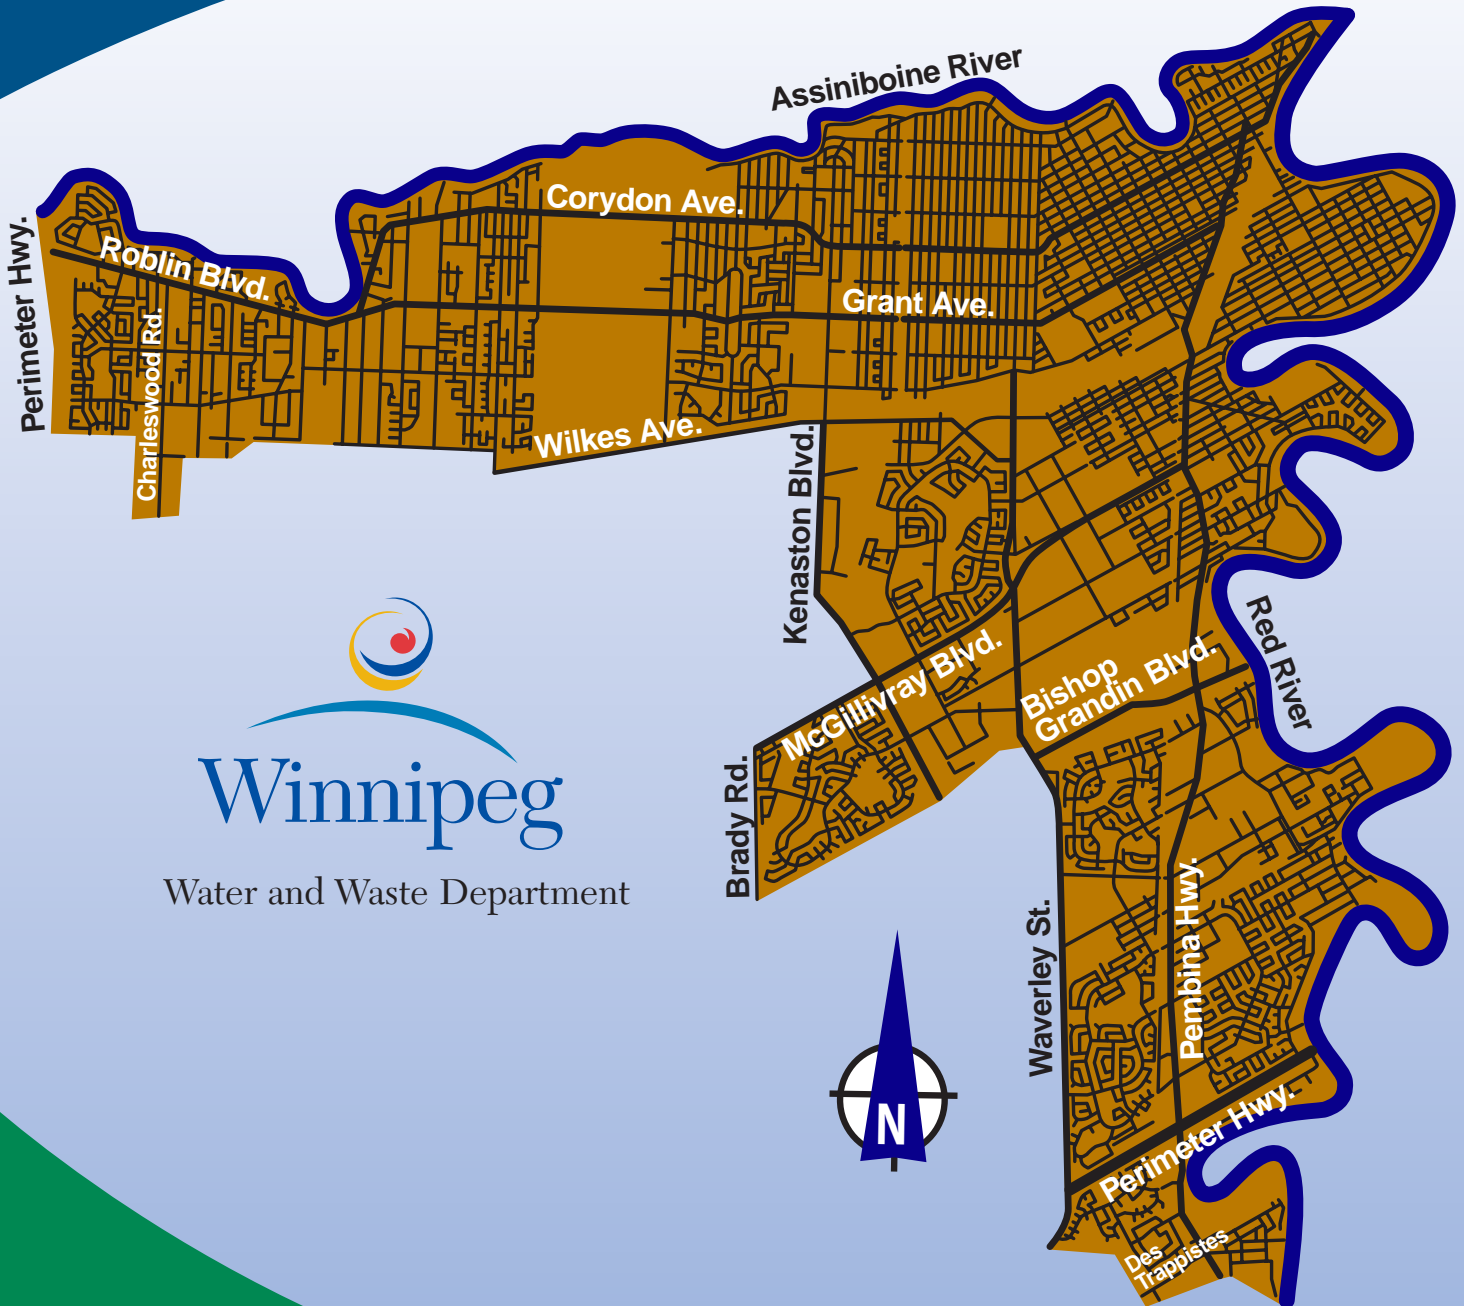 Assiniboine River
Corydon Ave.
Perimeter Hwy.
Roblin Blvd.
Grant Ave.
Charleswood Rd.
Wilkes Ave.
Kenaston Blvd.
Red River
McGillivray Blvd.
Bishop
Grandin Blvd.
Winnipeg
Water and Waste Department
Brady Rd.
Waverley St.
Pembina Hwy.
N
Perimeter Hwy.
Des
Trappistes